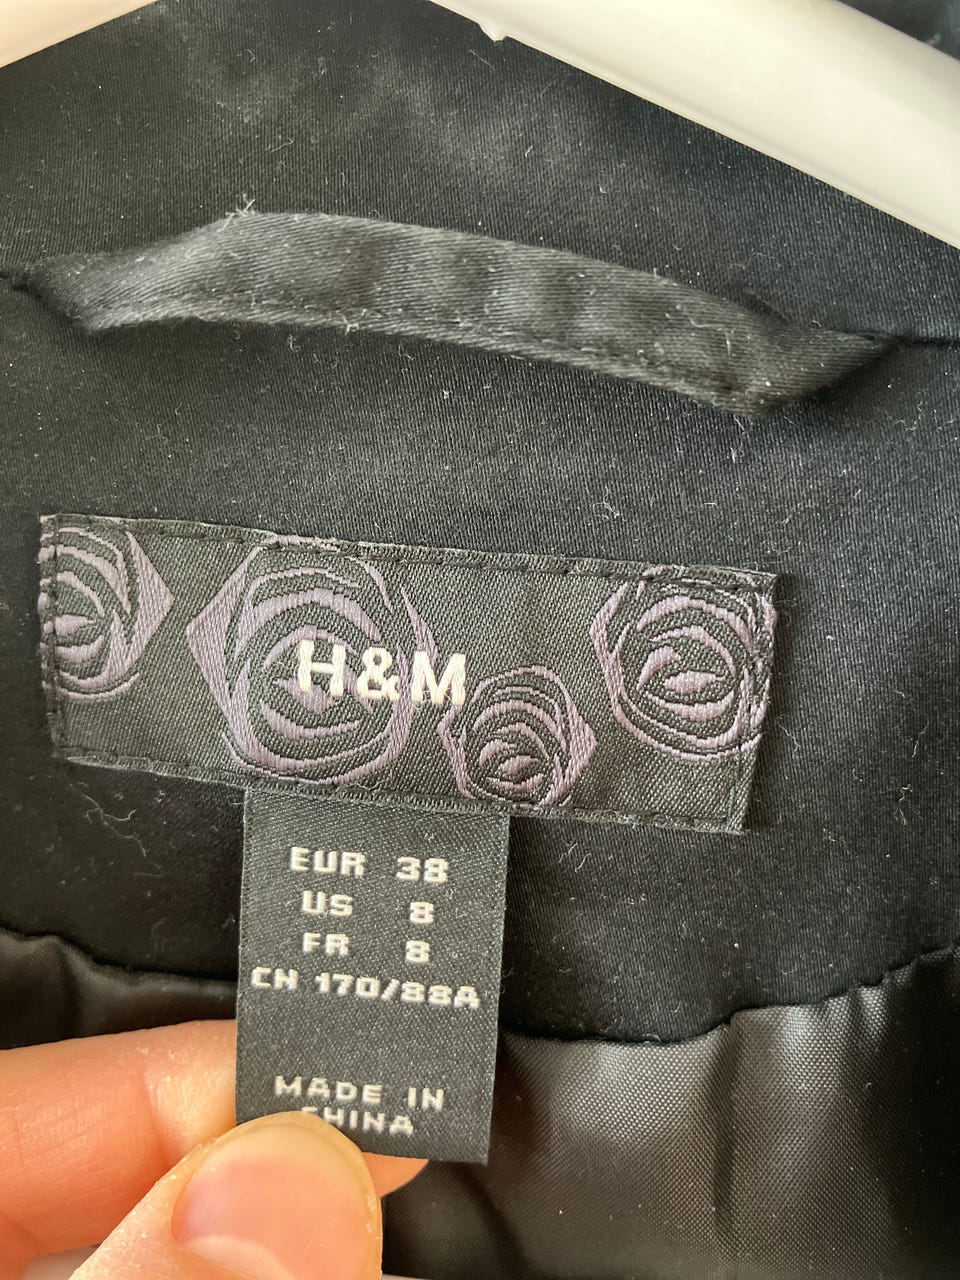 H&M
EUR 38
US 8
FR 8
CN 170/88A
MADE IN
CHINA